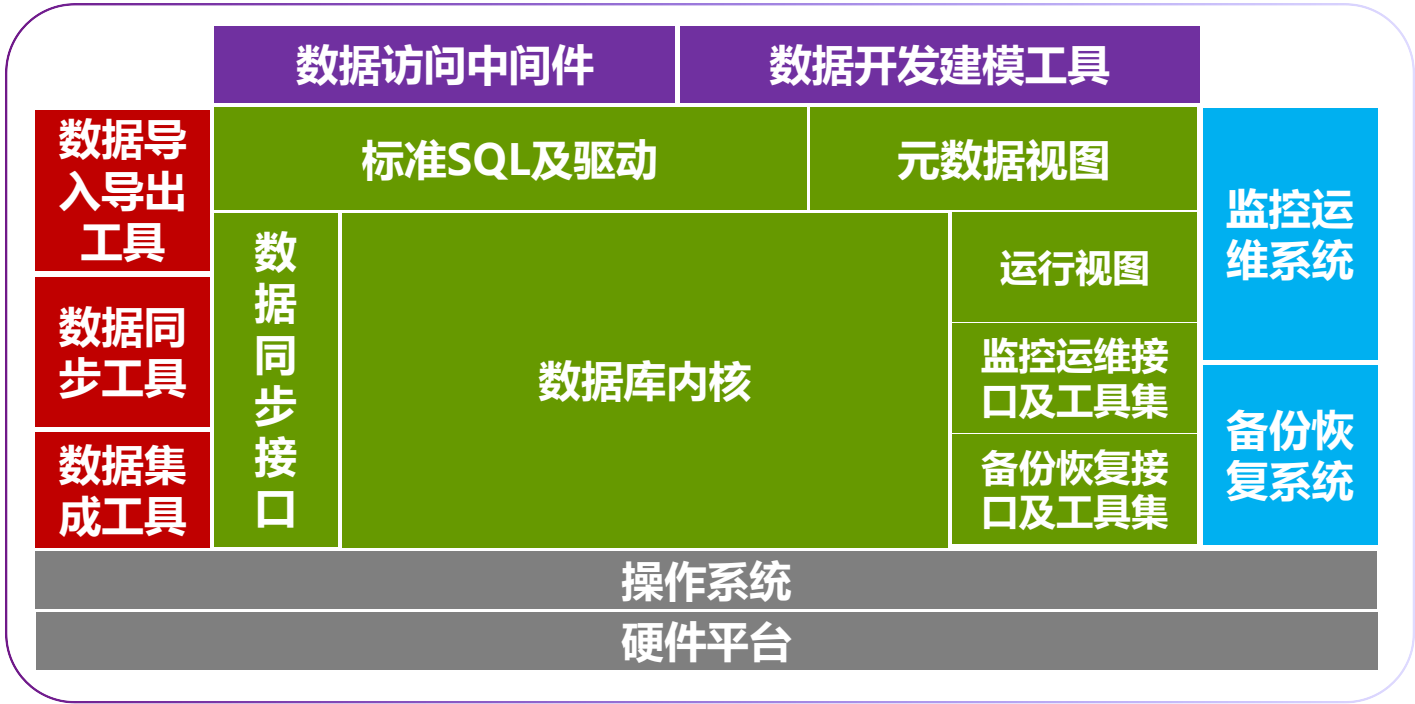 数据访问中间件
数据开发建模工具
数据导
入导出
工具
标准SQL及驱动
元数据视图
监控运
维系统
数据同
步工具
数
据
同
步
接
口
数据库内核
运行视图
监控运维接
口及工具集
备份恢
复系统
数据集
成工具
备份恢复接
口及工具集
操作系统
硬件平台